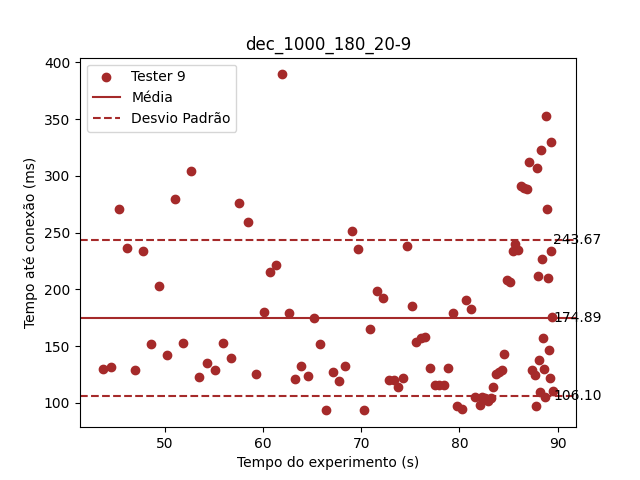 dec_1000_180_20-9
Tester 9
Média
Desvio Padrão
Tempo até conexão (ms)
400
350
300
250
200
150
100
243.67
174.89
106.10
50
60
70
80
90
Tempo do experimento (s)